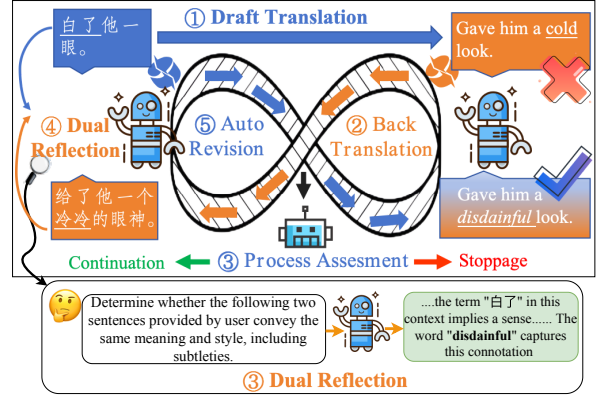 ① Draft Translation
白了他一
眼。
Gave him a cold
look.
④ Dual
Reflection
⑤ Auto
Revision
② Back
Translation
给了他一个
冷冷的眼神。
Gave him a
disdainful look.
Continuation
③ Process Assesment
Stoppage
Determine whether the following two
sentences provided by user convey the
same meaning and style, including
subtleties.
....the term "白了" in this
context implies a sense...... The
word "disdainful" captures
this connotation
③ Dual Reflection